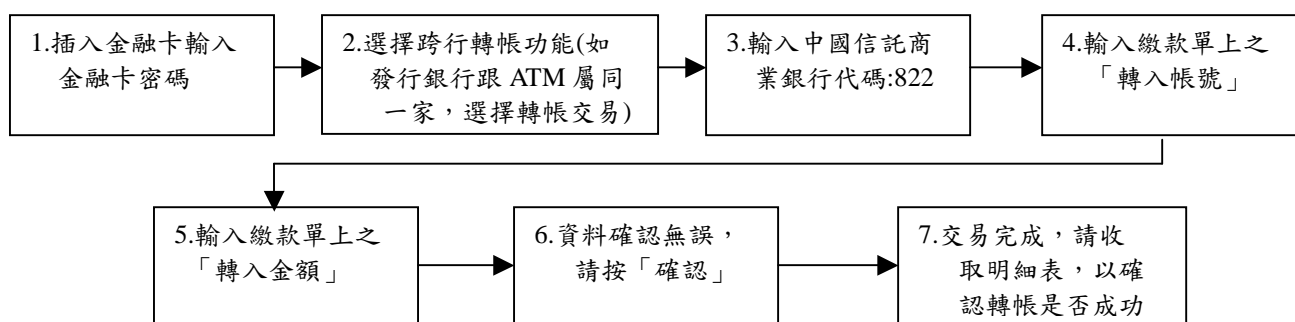 1.插入金融卡輸入
金融卡密碼
2.選擇跨行轉帳功能(如
發行銀行跟 ATM 屬同
一家，選擇轉帳交易)
3.輸入中國信託商
業銀行代碼:822
4.輸入繳款單上之
「轉入帳號」
5.輸入繳款單上之
「轉入金額」
6.資料確認無誤，
請按「確認」
7.交易完成，請收
取明細表，以確
認轉帳是否成功